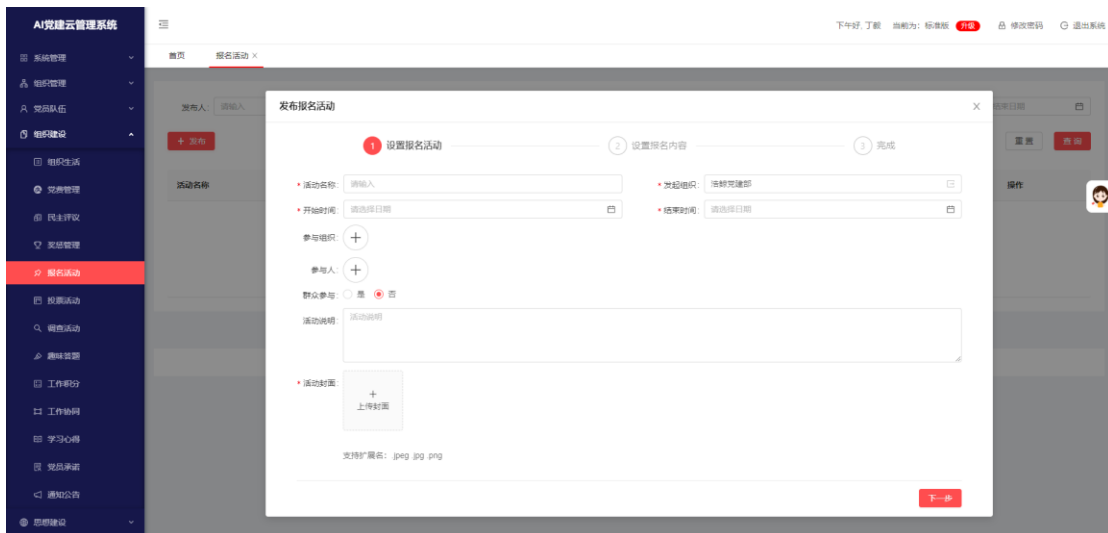 AI党建云管理系统
下午好, 丁毅 当前为: 标准版 升级 修改密码 退出系统
系统管理
首页 报名活动 ×
组织管理
党员队伍
发布人: 请输入
发布报名活动
结束日期
组织建设
+ 发布
1 设置报名活动 2 设置报名内容 3 完成
重置 查询
组织生活
党费管理
活动名称
* 活动名称: 请输入 * 发起组织: 浩鲸党建部
操作
民主评议
* 开始时间: 请选择日期 * 结束时间: 请选择日期
奖惩管理
参与组织:
报名活动
参与人:
投票活动
群众参与: 是 否
调查活动
活动说明: 活动说明
趣味答题
工作积分
* 活动封面:
上传封面
工作协同
学习心得
支持扩展名: .jpeg .jpg .png
党员承诺
通知公告
下一步
思想建设